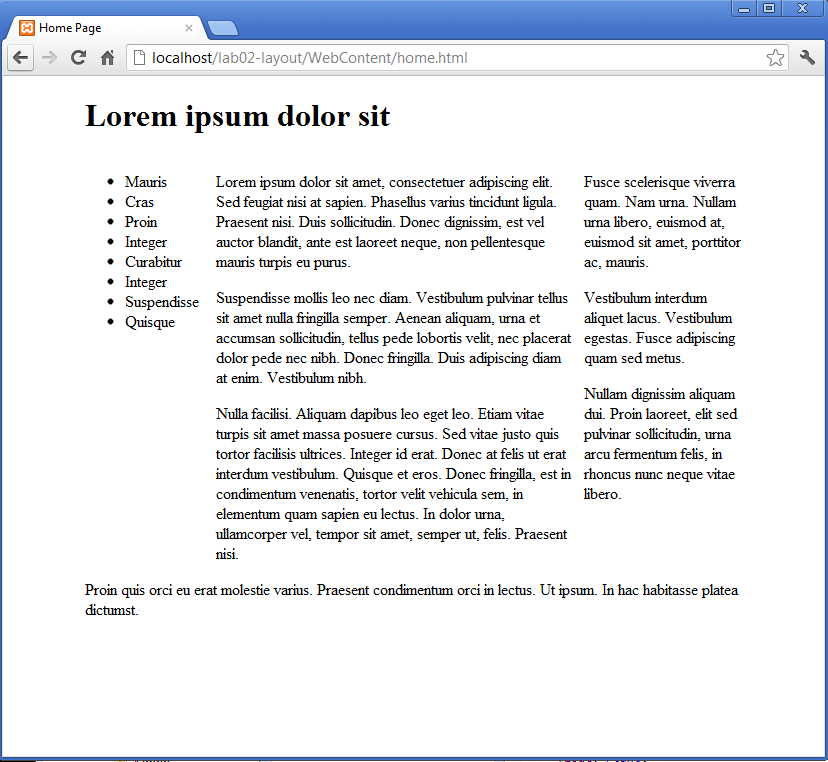 Home Page
localhost/lab02-layout/WebContent/home.html
Lorem ipsum dolor sit
Mauris
Cras
Proin
Integer
Curabitur
Integer
Suspendisse
Quisque
Lorem ipsum dolor sit amet, consectetuer adipiscing elit.
Sed feugiat nisi at sapien. Phasellus varius tincidunt ligula.
Praesent nisi. Duis sollicitudin. Donec dignissim, est vel
auctor blandit, ante est laoreet neque, non pellentesque
mauris turpis eu purus.
Suspendisse mollis leo nec diam. Vestibulum pulvinar tellus
sit amet nulla fringilla semper. Aenean aliquam, urna et
accumsan sollicitudin, tellus pede lobortis velit, nec placerat
dolor pede nec nibh. Donec fringilla. Duis adipiscing diam
at enim. Vestibulum nibh.
Nulla facilisi. Aliquam dapibus leo eget leo. Etiam vitae
turpis sit amet massa posuere cursus. Sed vitae justo quis
tortor facilisis ultrices. Integer id erat. Donec at felis ut erat
interdum vestibulum. Quisque et eros. Donec fringilla, est in
condimentum venenatis, tortor velit vehicula sem, in
elementum quam sapien eu lectus. In dolor urna,
ullamcorper vel, tempor sit amet, semper ut, felis. Praesent
nisi.
Fusce scelerisque viverra
quam. Nam urna. Nullam
urna libero, euismod at,
euismod sit amet, porttitor
ac, mauris.
Vestibulum interdum
aliquet lacus. Vestibulum
egestas. Fusce adipiscing
quam sed metus.
Nullam dignissim aliquam
dui. Proin laoreet, elit sed
pulvinar sollicitudin, urna
arcu fermentum felis, in
rhoncus nunc neque vitae
libero.
Proin quis orci eu erat molestie varius. Praesent condimentum orci in lectus. Ut ipsum. In hac habitasse platea
dictumst.